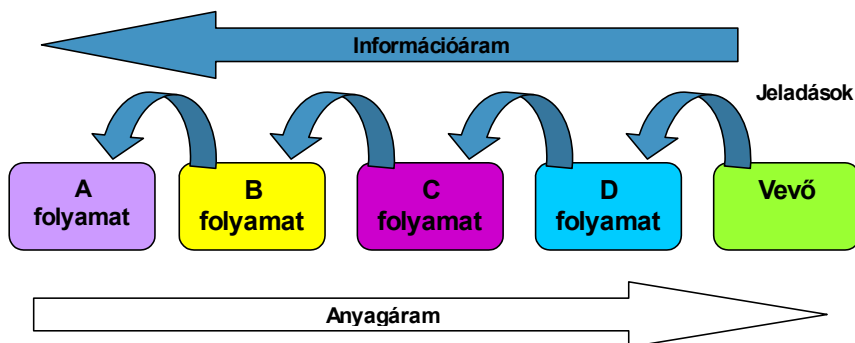 Információáram
Jeladások
A
folyamat
B
folyamat
C
folyamat
D
folyamat
Vevő
Anyagáram